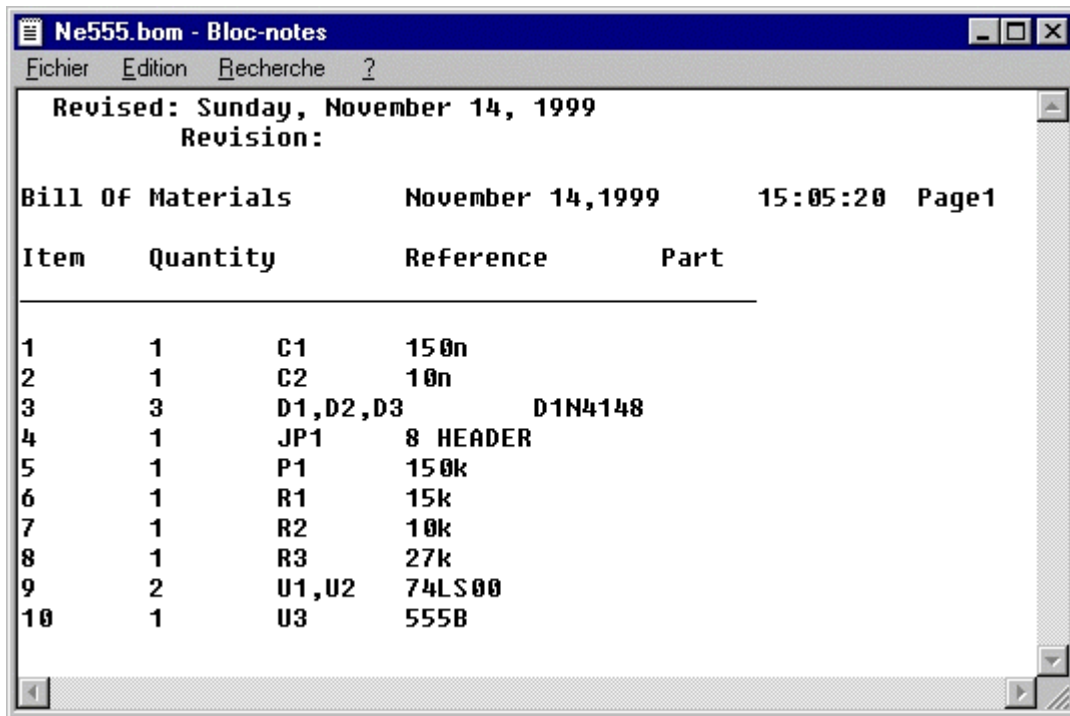 Ne555.bom - Bloc-notes
Fichier Edition Recherche ?
Revised: Sunday, November 14, 1999
Revision:
Bill Of Materials November 14,1999 15:05:20 Page1
Item Quantity Reference Part
1 1 C1 150n
2 1 C2 10n
3 3 D1,D2,D3 D1N4148
4 1 JP1 8 HEADER
5 1 P1 150k
6 1 R1 15k
7 1 R2 10k
8 1 R3 27k
9 2 U1,U2 74LS00
10 1 U3 555B